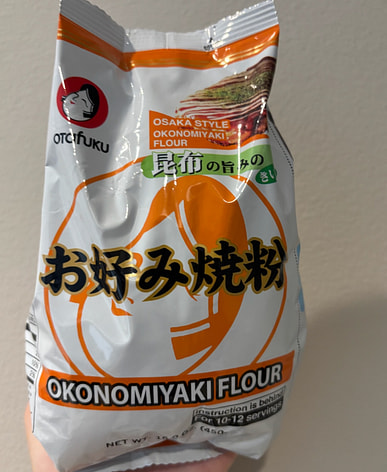 OTAFUKU
OSAKA STYLE
OKONOMIYAKI
FLOUR
昆布の旨みの
お好み焼粉
OKONOMIYAKI FLOUR
instruction is behind
For 10-12 servings
NET WT.